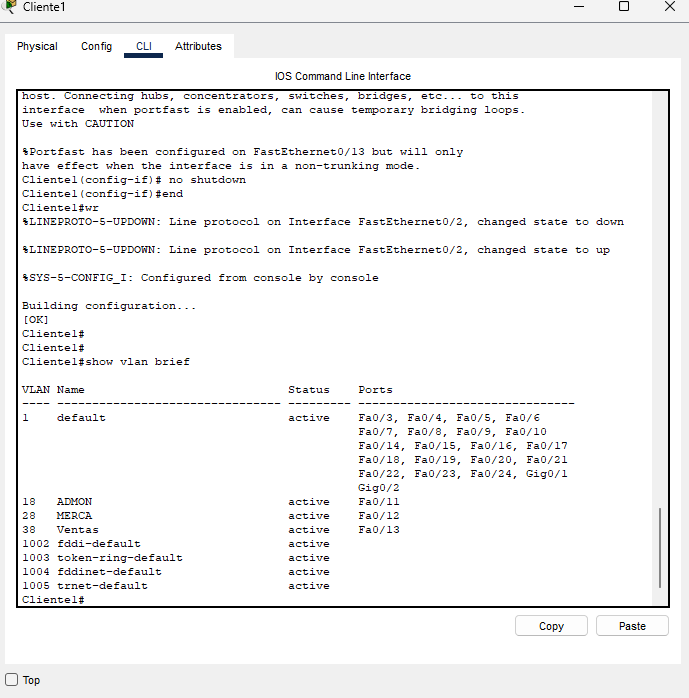 Cliente1
Physical Config CLI Attributes
IOS Command Line Interface
host. Connecting hubs, concentrators, switches, bridges, etc... to this
interface  when portfast is enabled, can cause temporary bridging loops.
Use with CAUTION
%Portfast has been configured on FastEthernet0/13 but will only
have effect when the interface is in a non-trunking mode.
Cliente1(config-if)# no shutdown
Cliente1(config-if)#end
Cliente1#wr
%LINEPROTO-5-UPDOWN: Line protocol on Interface FastEthernet0/2, changed state to down
%LINEPROTO-5-UPDOWN: Line protocol on Interface FastEthernet0/2, changed state to up
%SYS-5-CONFIG_I: Configured from console by console
Building configuration...
[OK]
Cliente1#
Cliente1#
Cliente1#show vlan brief
VLAN Name                             Status    Ports
---- -------------------------------- --------- -------------------------------
1    default                          active    Fa0/3, Fa0/4, Fa0/5, Fa0/6
                                                Fa0/7, Fa0/8, Fa0/9, Fa0/10
                                                Fa0/14, Fa0/15, Fa0/16, Fa0/17
                                                Fa0/18, Fa0/19, Fa0/20, Fa0/21
                                                Fa0/22, Fa0/23, Fa0/24, Gig0/1
                                                Gig0/2
18   ADMON                            active    Fa0/11
28   MERCA                            active    Fa0/12
38   Ventas                           active    Fa0/13
1002 fddi-default                     active
1003 token-ring-default               active
1004 fddinet-default                  active
1005 trnet-default                    active
Cliente1#
Copy Paste
Top